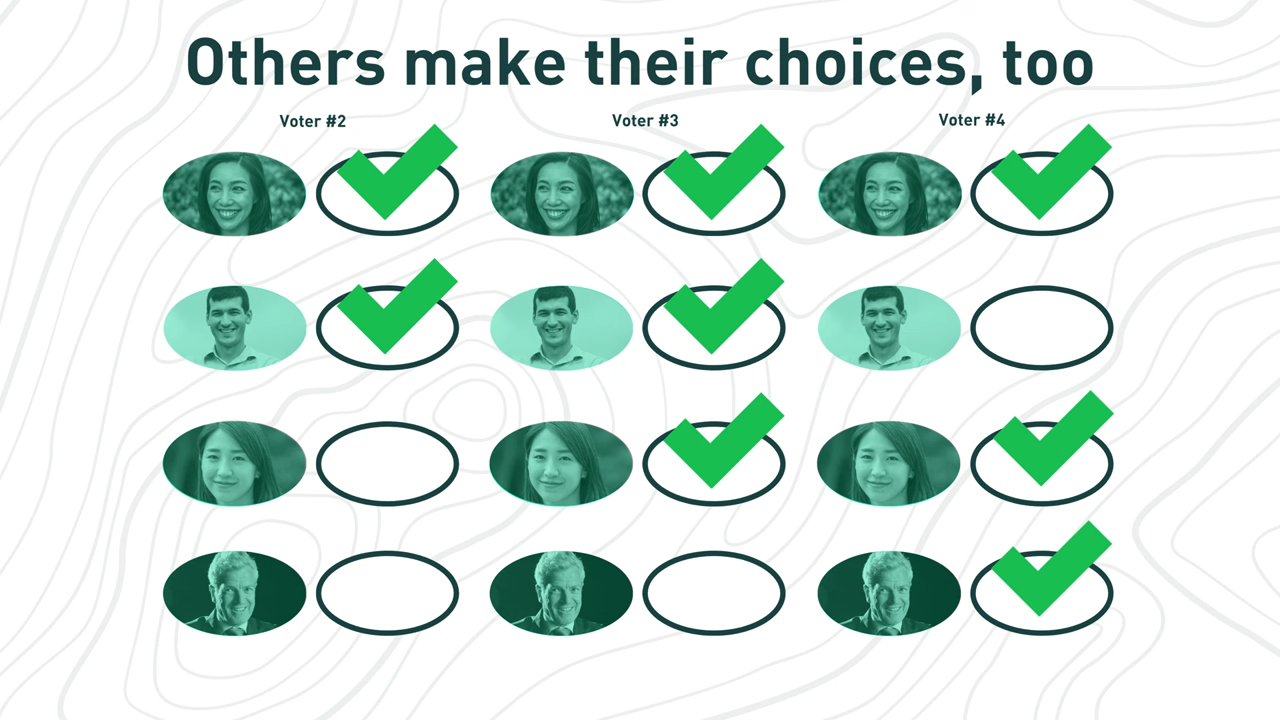 Others make their choices, too
Voter #2
Voter #3
Voter #4